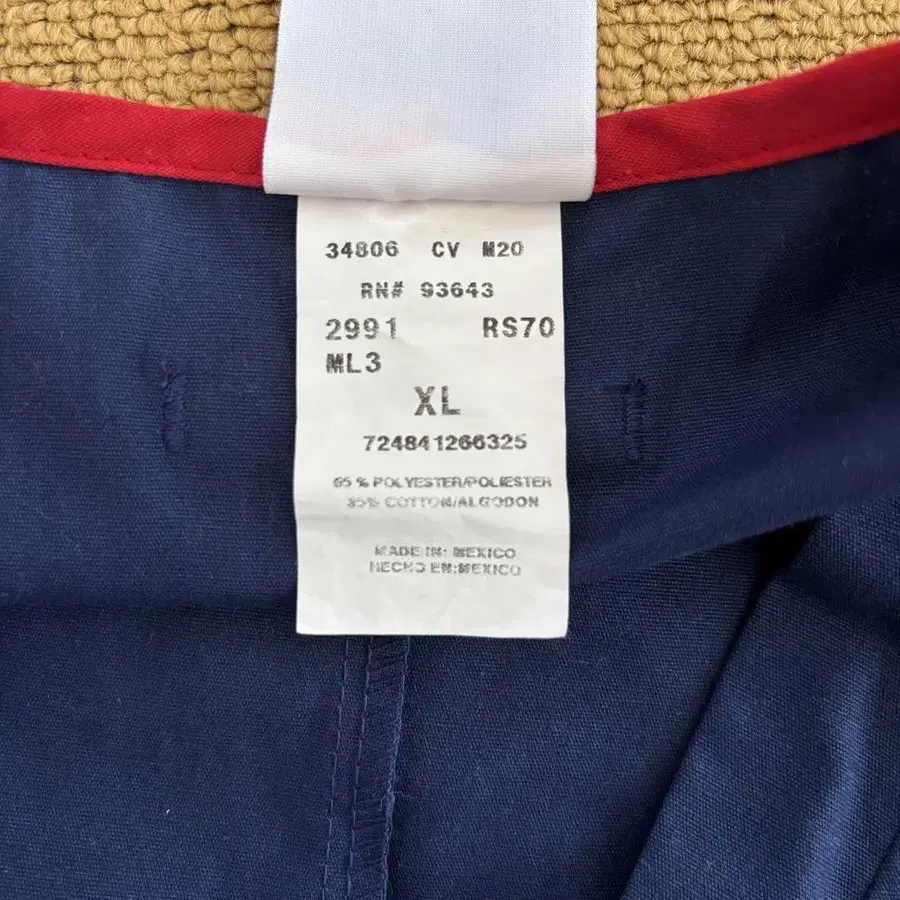 34806 CV M20
RN# 93643
2991 RS70
ML3
XL
724841266325
65% POLYESTER/POLIESTER
35% COTTON/ALGODON
MADE IN: MEXICO
HECHO EN:MEXICO